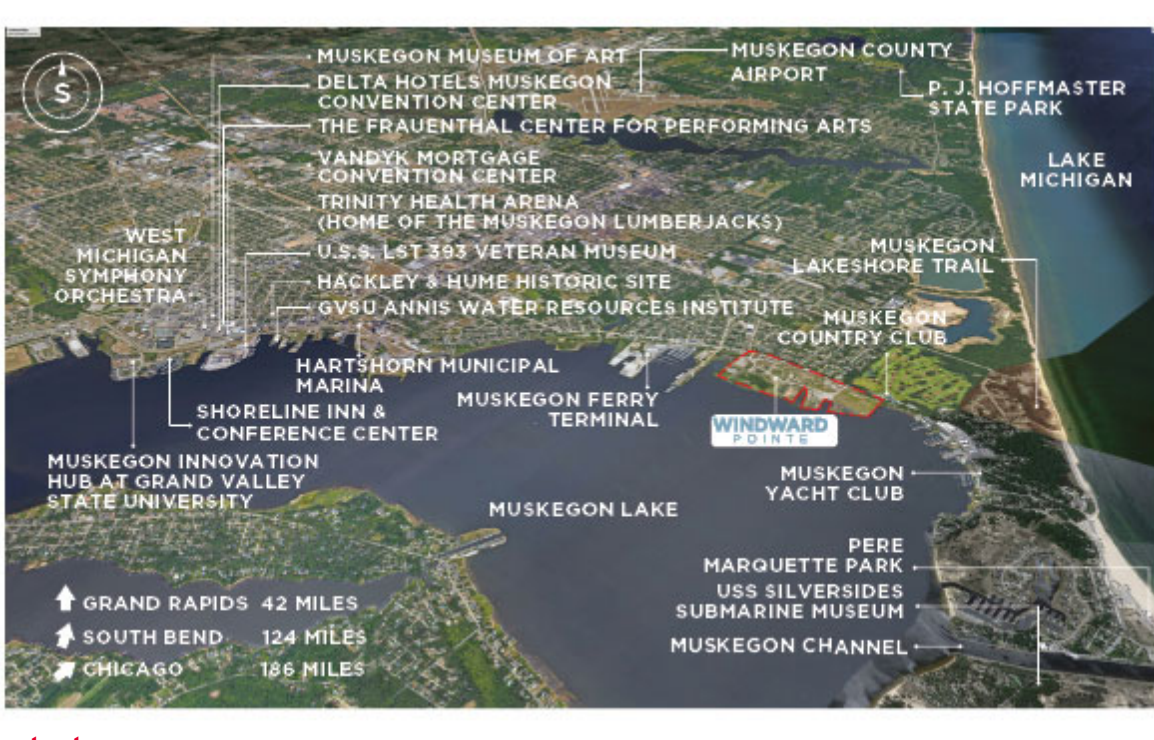 MUSKEGON MUSEUM OF ART
DELTA HOTELS MUSKEGON
CONVENTION CENTER
THE FRAUENTHAL CENTER FOR PERFORMING ARTS
VANDYK MORTGAGE
CONVENTION CENTER
TRINITY HEALTH ARENA
(HOME OF THE MUSKEGON LUMBERJACKS)
U.S.S. LST 393 VETERAN MUSEUM
HACKLEY & HUME HISTORIC SITE
GVSU ANNIS WATER RESOURCES INSTITUTE
MUSKEGON COUNTY
AIRPORT
P. J. HOFFMASTER
STATE PARK
LAKE
MICHIGAN
S
WEST
MICHIGAN
SYMPHONY
ORCHESTRA
MUSKEGON
LAKESHORE TRAIL
MUSKEGON
COUNTRY CLUB
HARTSHORN MUNICIPAL
MARINA
SHORELINE INN &
CONFERENCE CENTER
MUSKEGON FERRY
TERMINAL
WINDWARD
POINTE
MUSKEGON INNOVATION
HUB AT GRAND VALLEY
STATE UNIVERSITY
MUSKEGON LAKE
MUSKEGON
YACHT CLUB
PERE
MARQUETTE PARK
USS SILVERSIDES
SUBMARINE MUSEUM
MUSKEGON CHANNEL
GRAND RAPIDS 42 MILES
SOUTH BEND 124 MILES
CHICAGO 186 MILES